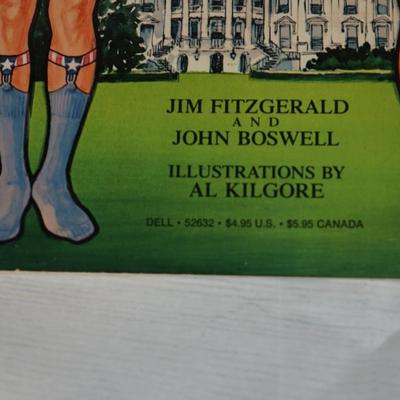 JIM FITZGERALD
AND
JOHN BOSWELL
ILLUSTRATIONS BY
AL KILGORE
DELL • 52632 • $4.95 U.S. • $5.95 CANADA